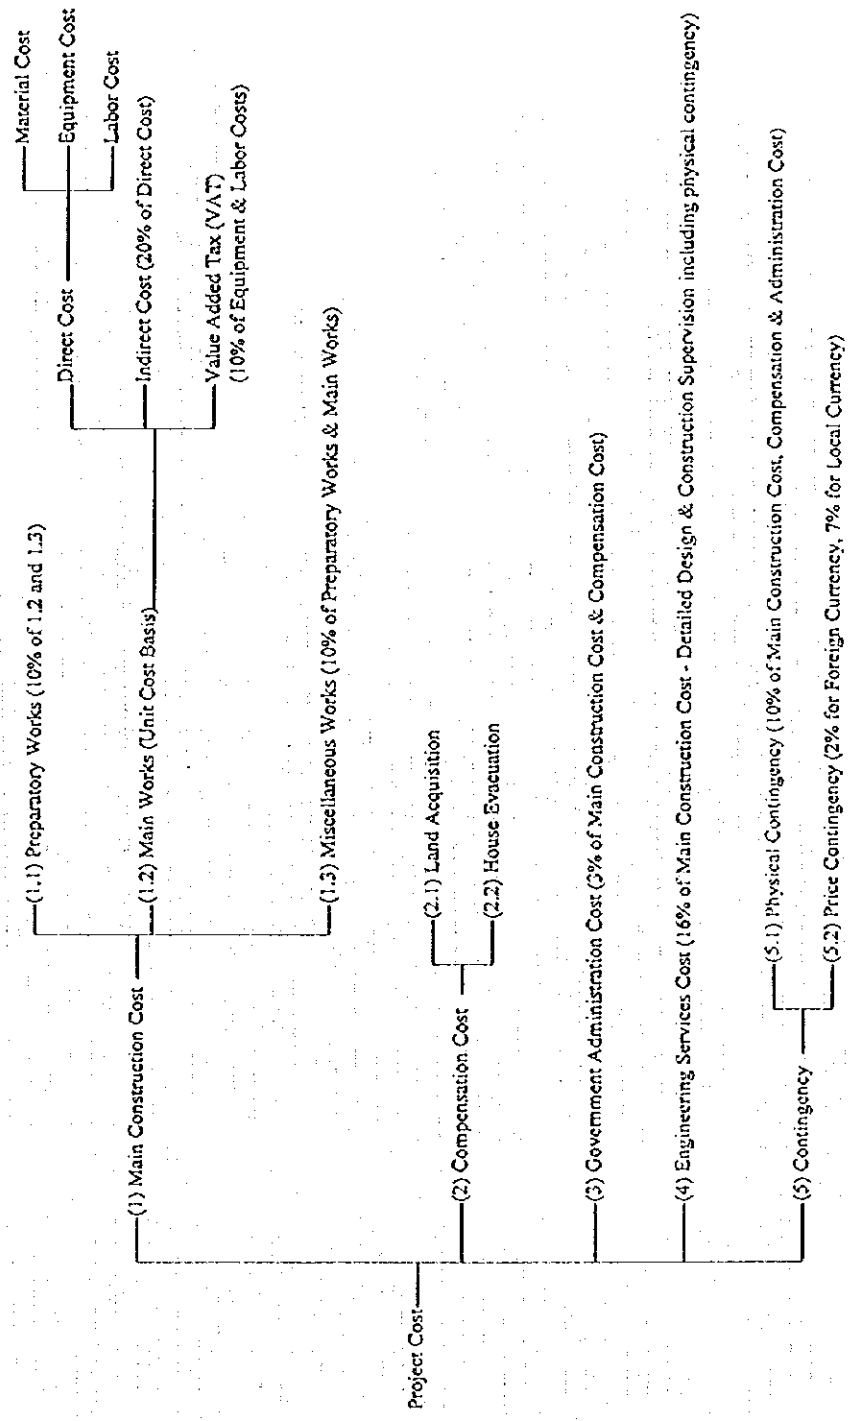 Project Cost
(1) Main Construction Cost
(1.1) Preparatory Works (10% of 1.2 and 1.3)
(1.2) Main Works (Unit Cost Basis)
Direct Cost
Material Cost
Equipment Cost
Labor Cost
Indirect Cost (20% of Direct Cost)
Value Added Tax (VAT)
(10% of Equipment & Labor Costs)
(1.3) Miscellaneous Works (10% of Preparatory Works & Main Works)
(2) Compensation Cost
(2.1) Land Acquisition
(2.2) House Evacuation
(3) Government Administration Cost (3% of Main Construction Cost & Compensation Cost)
(4) Engineering Services Cost (16% of Main Construction Cost - Detailed Design & Construction Supervision including physical contingency)
(5) Contingency
(5.1) Physical Contingency (10% of Main Construction Cost, Compensation & Administration Cost)
(5.2) Price Contingency (2% for Foreign Currency, 7% for Local Currency)